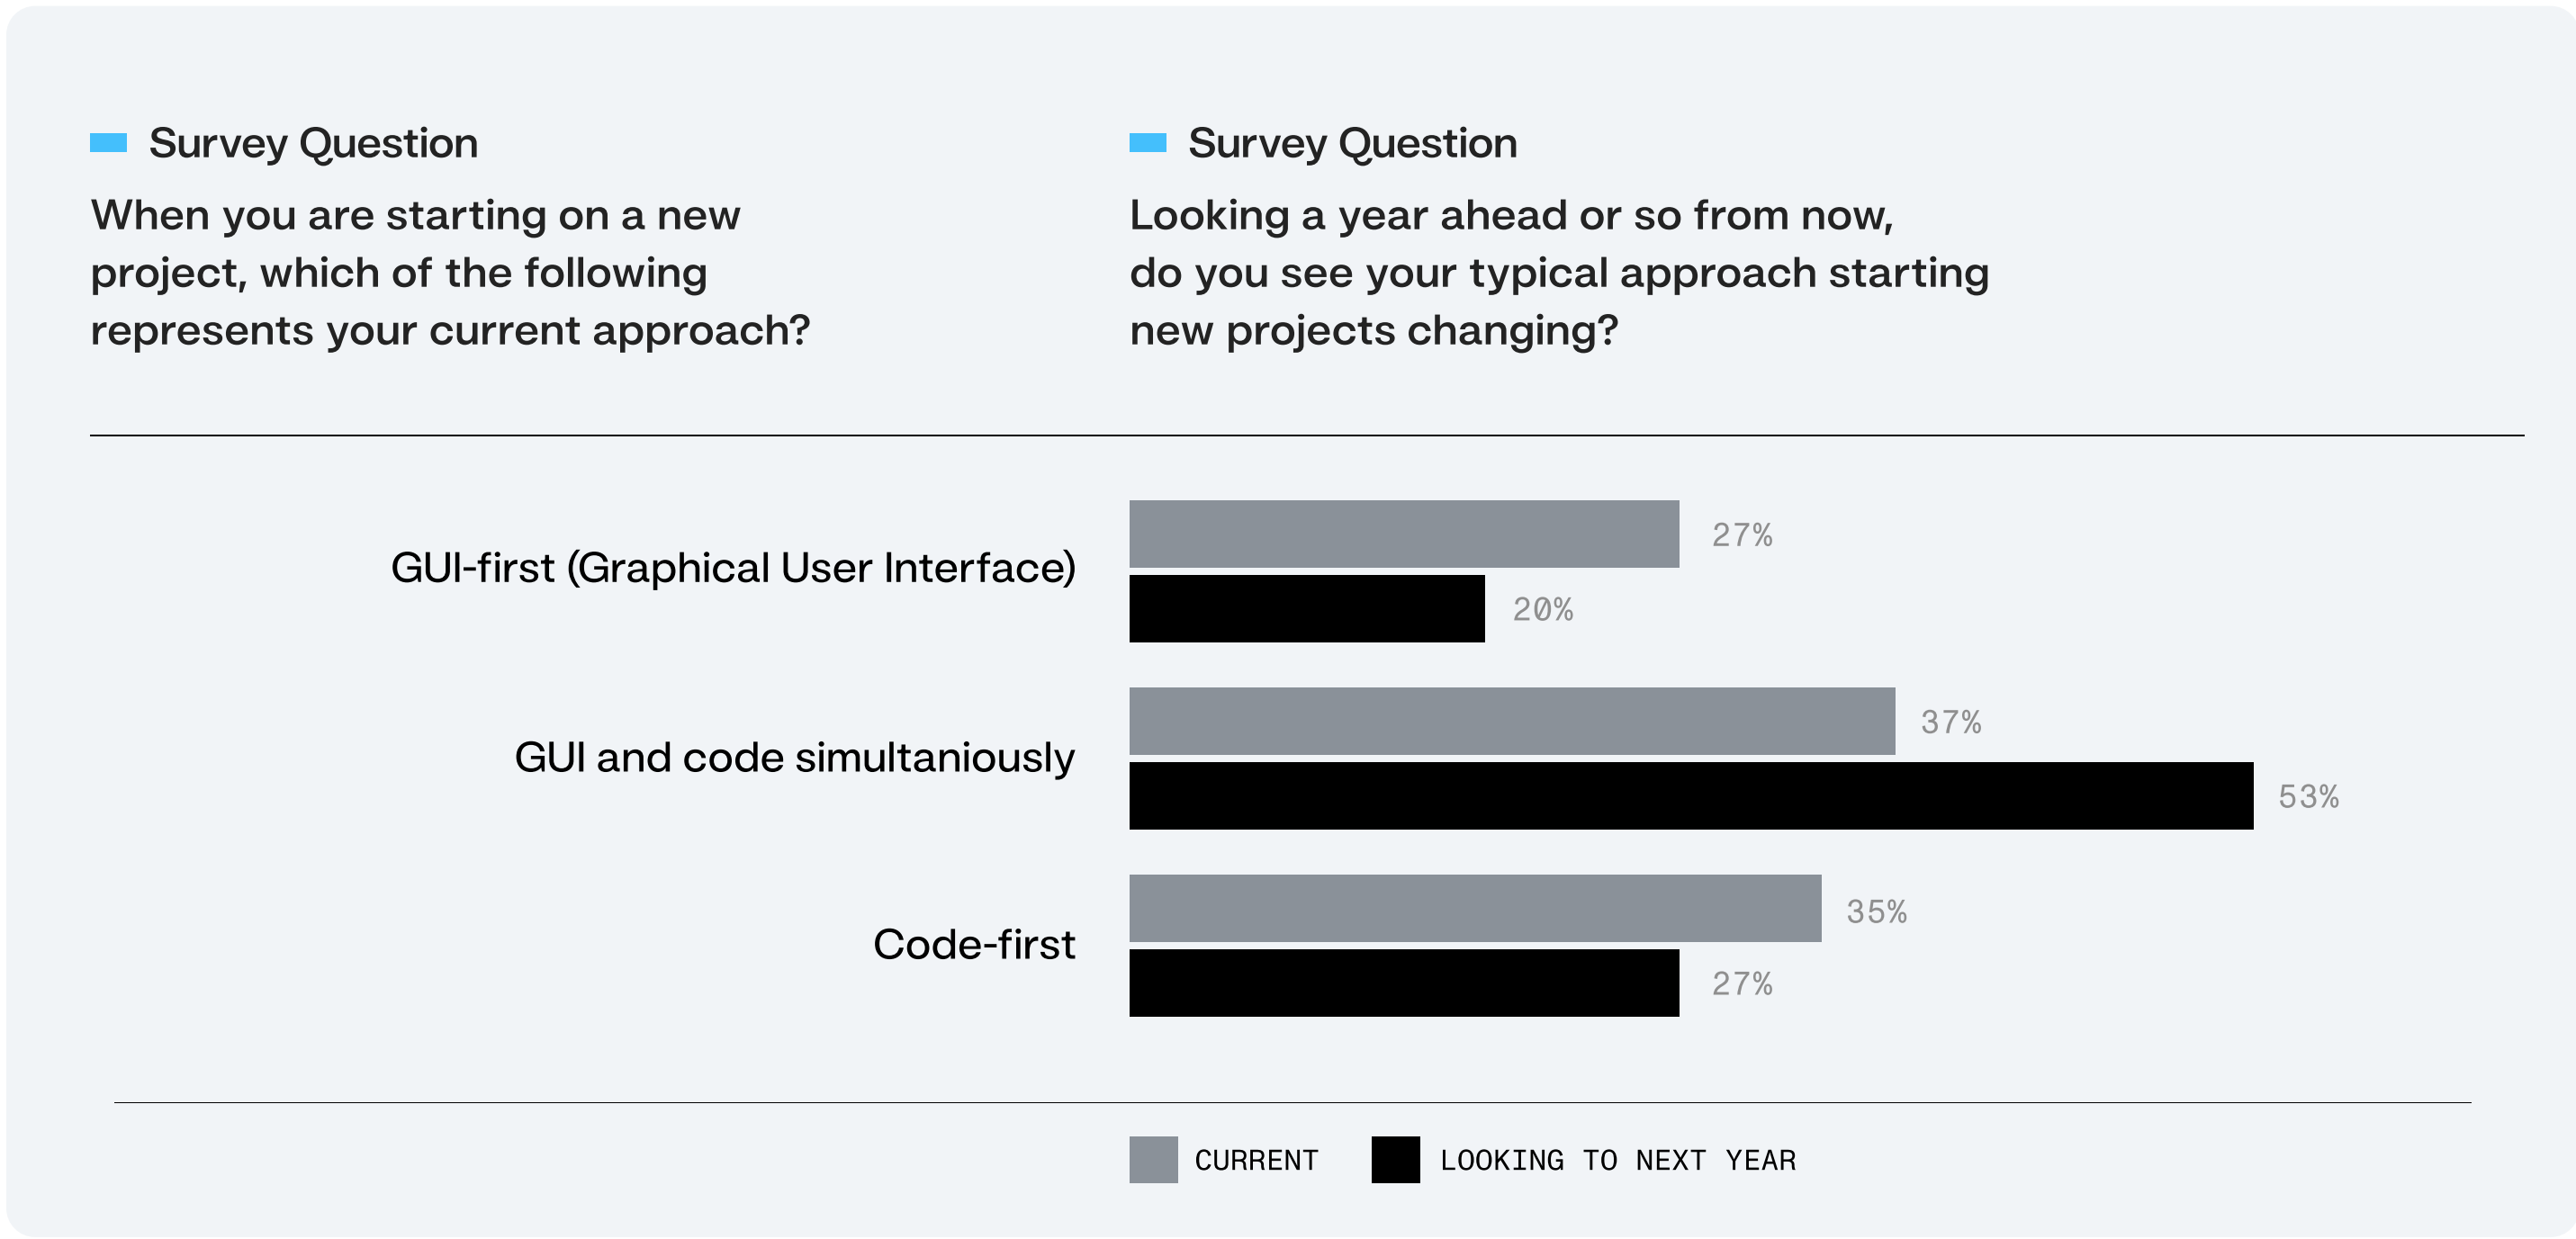 Survey Question
When you are starting on a new
project, which of the following
represents your current approach?
Survey Question
Looking a year ahead or so from now,
do you see your typical approach starting
new projects changing?
GUI-first (Graphical User Interface)
27%
20%
GUI and code simultaniously
37%
53%
Code-first
35%
27%
CURRENT
LOOKING TO NEXT YEAR